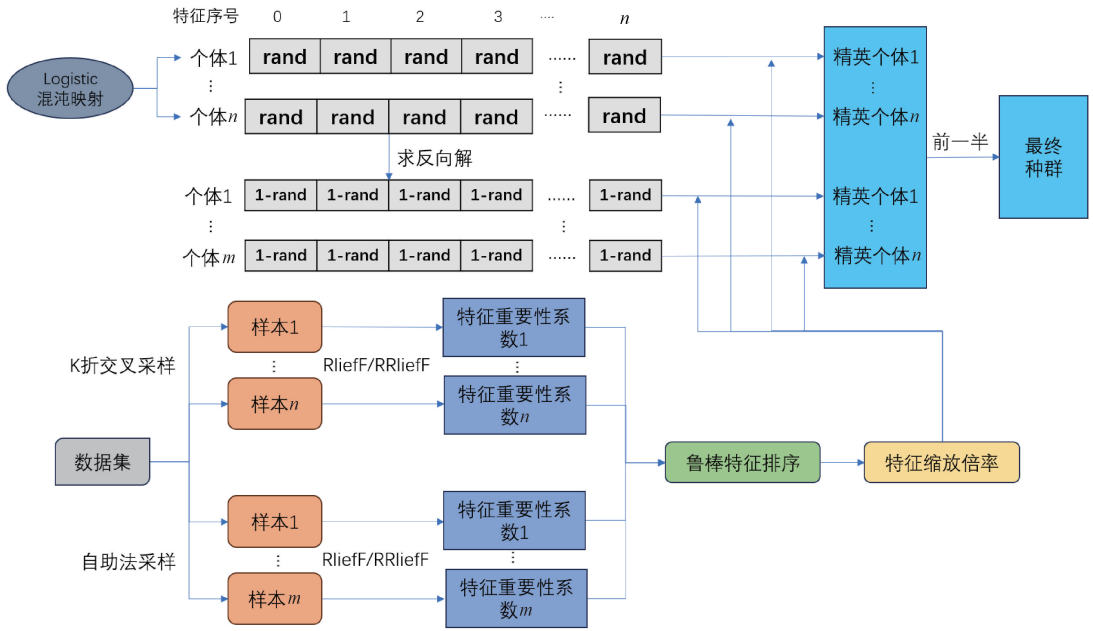 特征序号 0 1 2 3 .... n
Logistic
混沌映射
个体1 rand rand rand rand ...... rand
⋮ ⋮
个体n rand rand rand rand ...... rand
求反向解
个体1 1-rand 1-rand 1-rand 1-rand ...... 1-rand
⋮ ⋮
个体m 1-rand 1-rand 1-rand 1-rand ...... 1-rand
精英个体1
⋮
精英个体n
精英个体1
⋮
精英个体n
前一半
最终
种群
数据集
K折交叉采样
自助法采样
样本1
⋮
样本n
RliefF/RRliefF
特征重要性系
数1
⋮
特征重要性系
数n
样本1
⋮
样本m
RliefF/RRliefF
特征重要性系
数1
⋮
特征重要性系
数m
鲁棒特征排序
特征缩放倍率